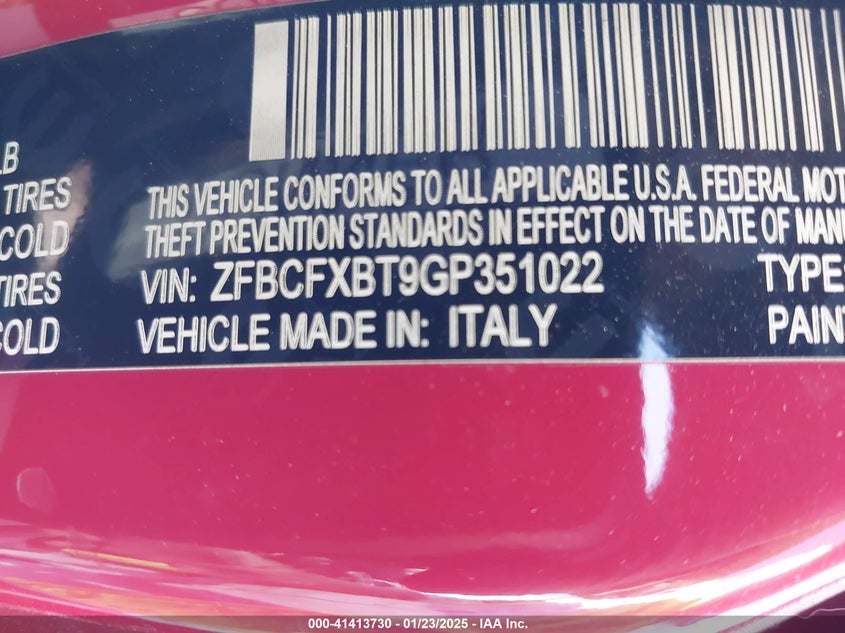 LB
TIRES
COLD
TIRES
COLD
THIS VEHICLE CONFORMS TO ALL APPLICABLE U.S.A. FEDERAL MOT
THEFT PREVENTION STANDARDS IN EFFECT ON THE DATE OF MAN
VIN: ZFBCFXBT9GP351022 TYPE:
VEHICLE MADE IN: ITALY PAINT
000-41413730 - 01/23/2025 - IAA Inc.